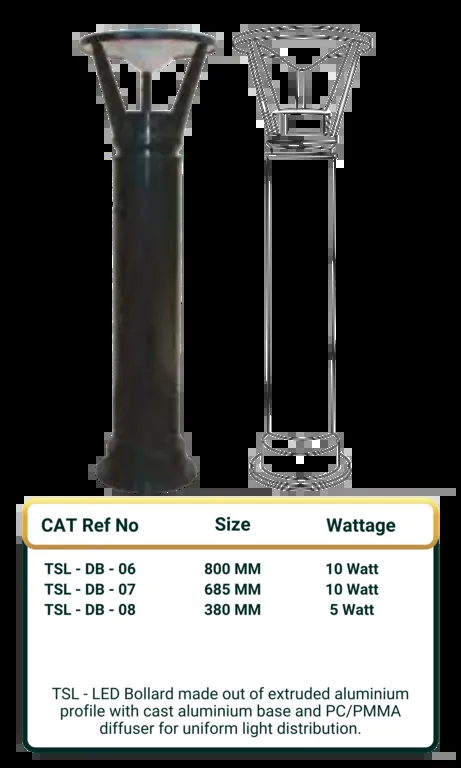 CAT Ref No Size Wattage
TSL - DB - 06 800 MM 10 Watt
TSL - DB - 07 685 MM 10 Watt
TSL - DB - 08 380 MM 5 Watt
TSL - LED Bollard made out of extruded aluminium
profile with cast aluminium base and PC/PMMA
diffuser for uniform light distribution.